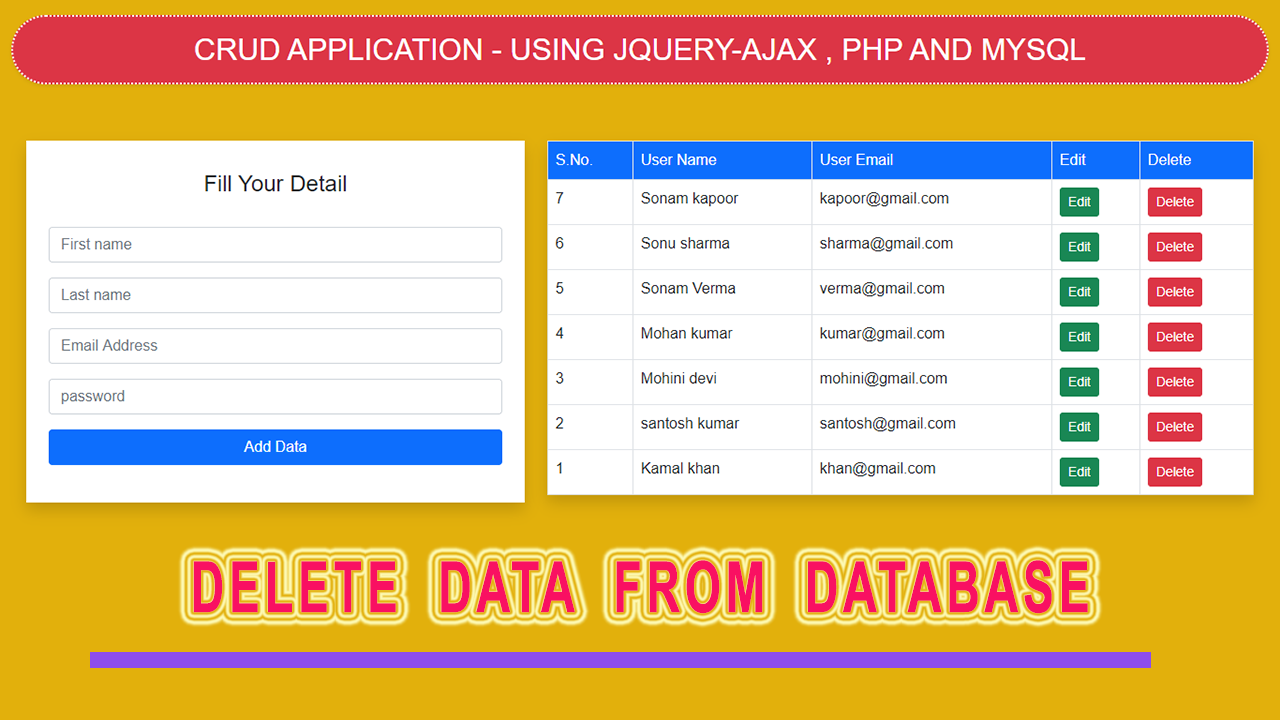 CRUD APPLICATION - USING JQUERY-AJAX , PHP AND MYSQL
Fill Your Detail
First name
Last name
Email Address
password
Add Data
S.No. User Name User Email Edit Delete
7 Sonam kapoor kapoor@gmail.com Edit Delete
6 Sonu sharma sharma@gmail.com Edit Delete
5 Sonam Verma verma@gmail.com Edit Delete
4 Mohan kumar kumar@gmail.com Edit Delete
3 Mohini devi mohini@gmail.com Edit Delete
2 santosh kumar santosh@gmail.com Edit Delete
1 Kamal khan khan@gmail.com Edit Delete
DELETE DATA FROM DATABASE